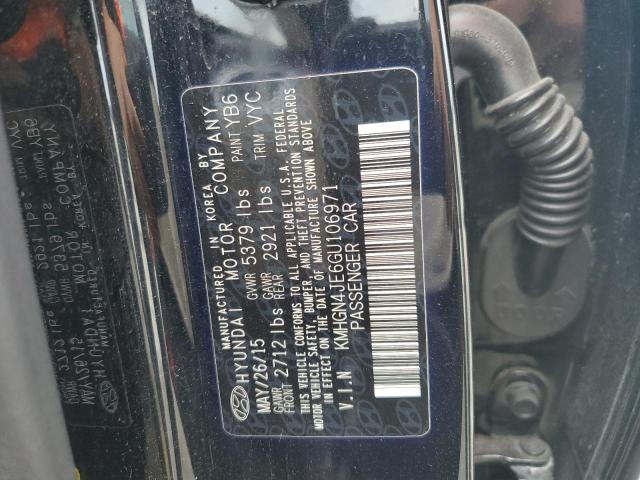 MANUFACTURED IN KOREA BY
HYUNDAI MOTOR COMPANY
MAY/26/15 GVWR 5379 lbs PAINT YB6
GAWR FRONT 2712 lbs GAWR REAR 2921 lbs TRIM VYC
THIS VEHICLE CONFORMS TO ALL APPLICABLE U.S.A. FEDERAL
MOTOR VEHICLE SAFETY, BUMPER, AND THEFT PREVENTION STANDARDS
IN EFFECT ON THE DATE OF MANUFACTURE SHOWN ABOVE
V.I.N KMHGN4JE6GU106971
PASSENGER CAR